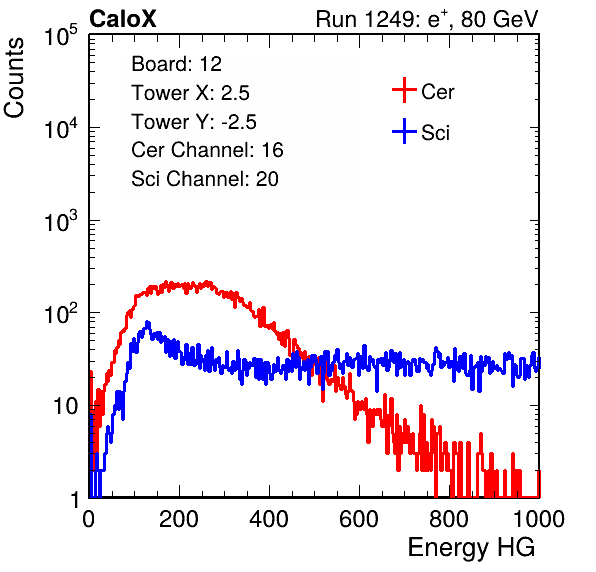 CaloX Run 1249: e⁺, 80 GeV
Counts
10⁵
10⁴
10³
10²
10
1
Board: 12
Tower X: 2.5
Tower Y: -2.5
Cer Channel: 16
Sci Channel: 20
Cer
Sci
0 200 400 600 800 1000
Energy HG